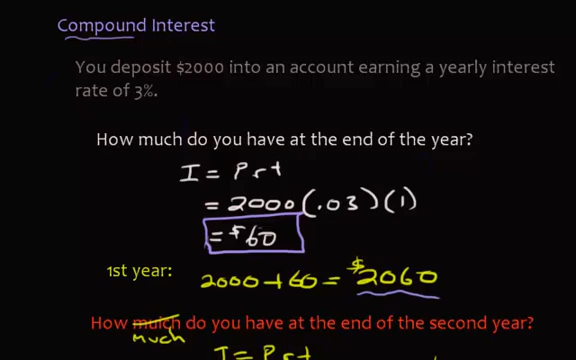 Compound Interest
You deposit $2000 into an account earning a yearly interest
rate of 3%.
How much do you have at the end of the year?
I = Prt
= 2000(.03)(1)
= $60
1st year: 2000+60 = $2060
How mulch do you have at the end of the second year?
much
I = Prt